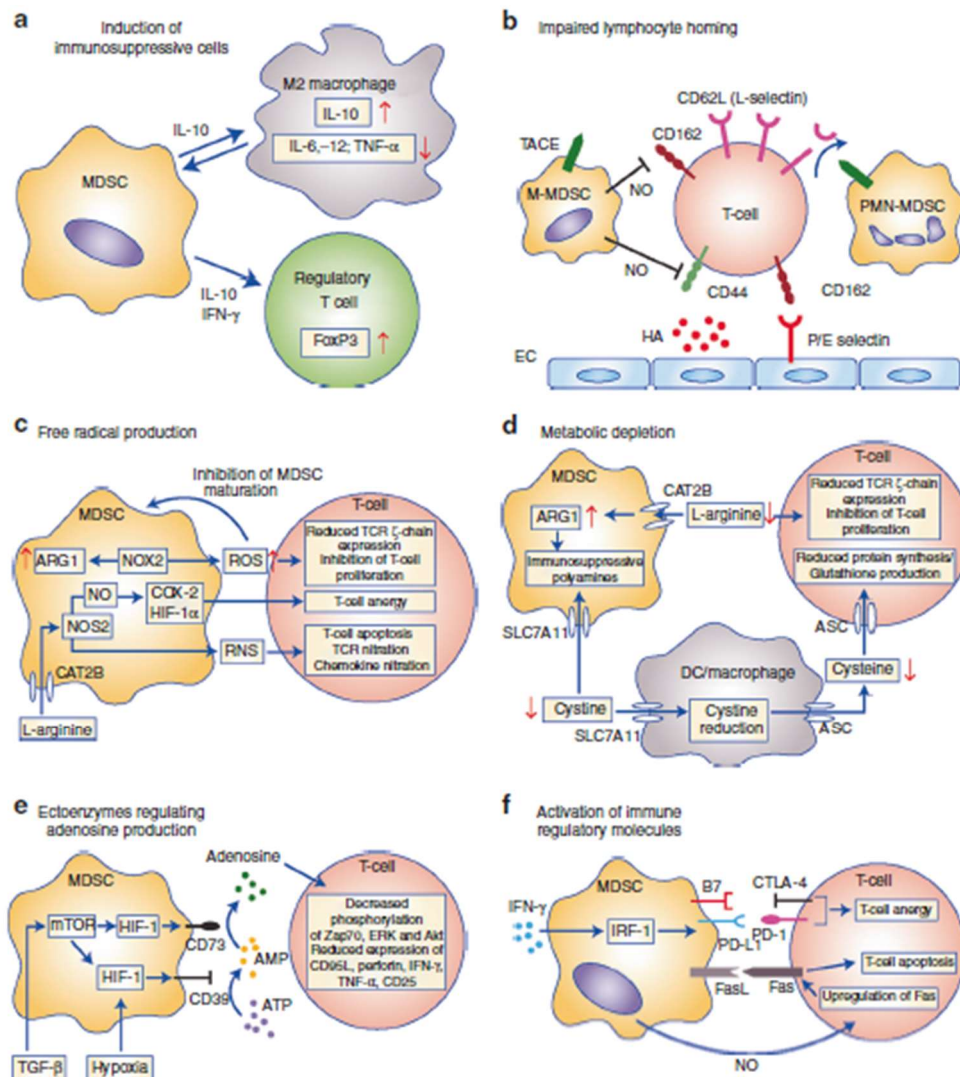 a
Induction of
immunosuppressive cells
M2 macrophage
IL-10
IL-6,-12; TNF-α
IL-10
MDSC
IL-10
IFN-γ
Regulatory
T cell
FoxP3
b
Impaired lymphocyte homing
CD62L (L-selectin)
CD162
TACE
M-MDSC
NO
T-cell
PMN-MDSC
NO
CD44
CD162
HA
P/E selectin
EC
c
Free radical production
Inhibition of MDSC
maturation
MDSC
T-cell
ARG1
NOX2
ROS
Reduced TCR ζ-chain
expression
Inhibition of T-cell
proliferation
NO
COX-2
HIF-1α
T-cell anergy
NOS2
RNS
T-cell apoptosis
TCR nitration
Chemokine nitration
CAT2B
L-arginine
d
Metabolic depletion
MDSC
T-cell
CAT2B
ARG1
L-arginine
Reduced TCR ζ-chain
expression
Inhibition of T-cell
proliferation
Immunosuppressive
polyamines
Reduced protein synthesis/
Glutathione production
SLC7A11
ASC
DC/macrophage
Cysteine
Cystine
Cystine
reduction
SLC7A11
ASC
e
Ectoenzymes regulating
adenosine production
MDSC
Adenosine
T-cell
mTOR
HIF-1
CD73
AMP
HIF-1
CD39
ATP
Decreased
phosphorylation
of Zap70, ERK and Akt
Reduced expression of
CD95L, perforin, IFN-γ,
TNF-α, CD25
TGF-β
Hypoxia
f
Activation of immune
regulatory molecules
MDSC
B7
CTLA-4
T-cell
IFN-γ
IRF-1
PD-L1
PD-1
T-cell anergy
FasL
Fas
T-cell apoptosis
Upregulation of Fas
NO